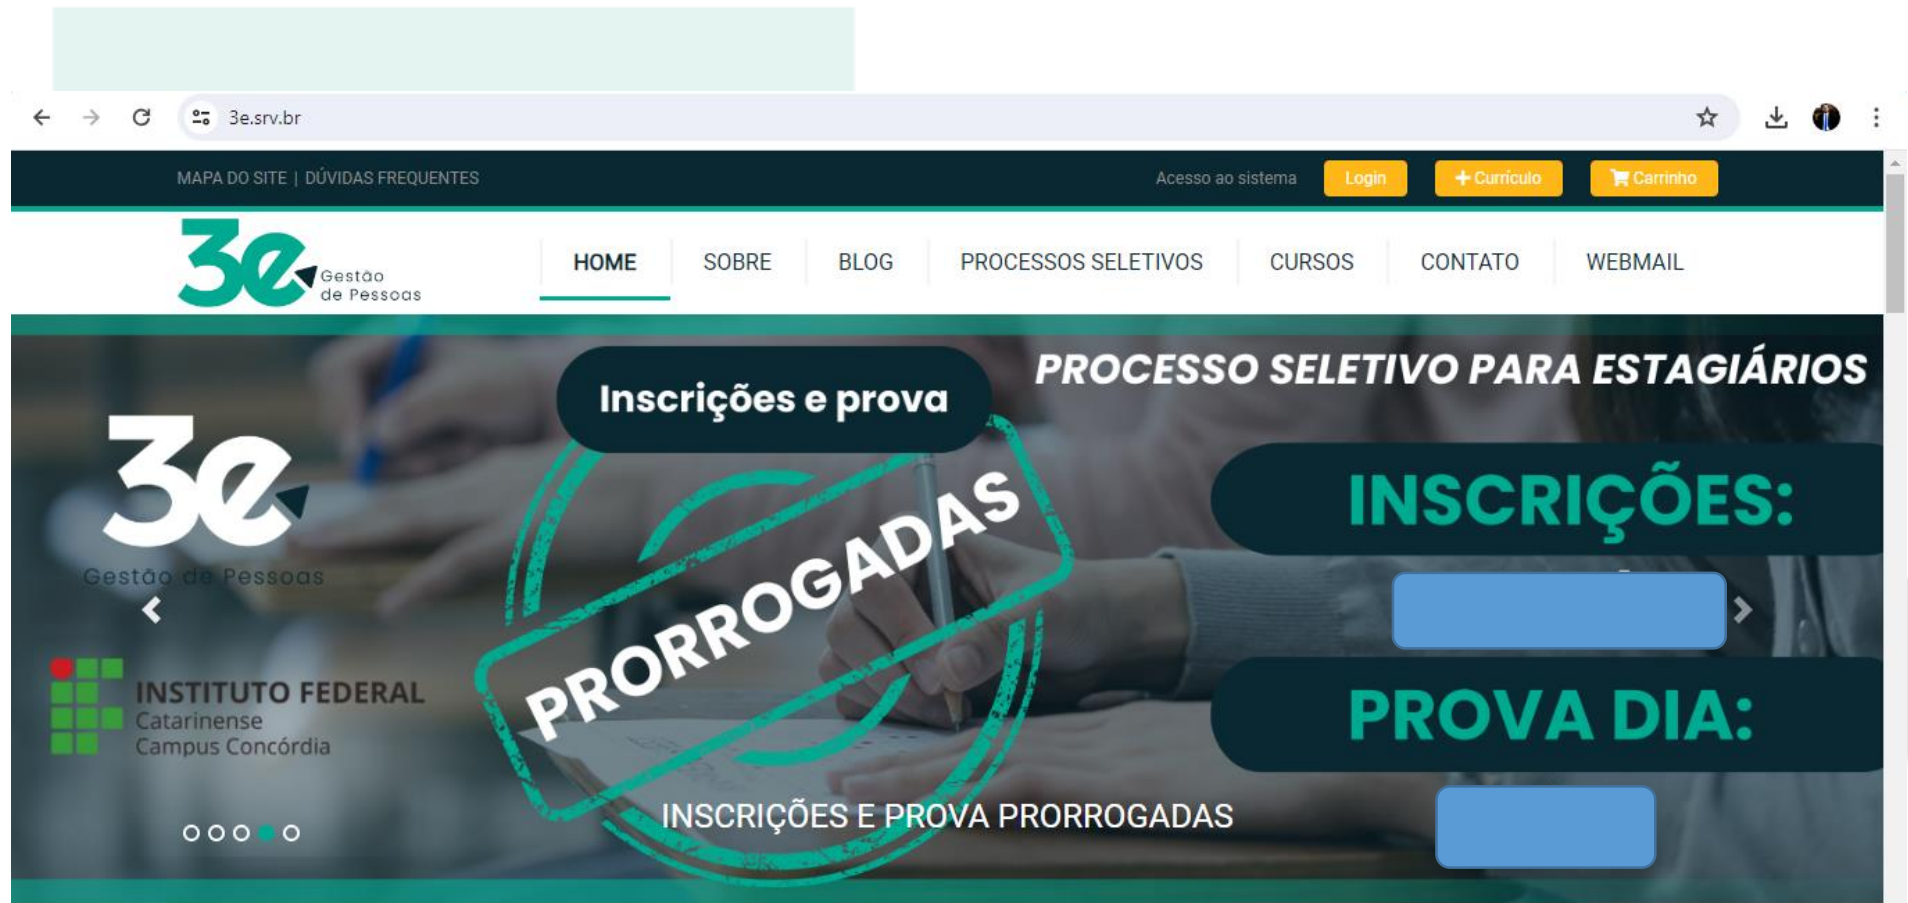 3e.srv.br
MAPA DO SITE | DÚVIDAS FREQUENTES
Acesso ao sistema
Login
+ Currículo
Carrinho
3e Gestão
de Pessoas
HOME
SOBRE
BLOG
PROCESSOS SELETIVOS
CURSOS
CONTATO
WEBMAIL
PROCESSO SELETIVO PARA ESTAGIÁRIOS
Inscrições e prova
PRORROGADAS
3e
Gestão de Pessoas
INSCRIÇÕES:
INSTITUTO FEDERAL
Catarinense
Campus Concórdia
PROVA DIA:
INSCRIÇÕES E PROVA PRORROGADAS